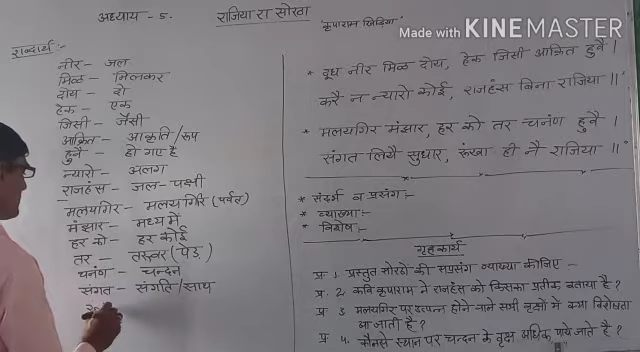 अध्याय - 5.
राजिया रा सोरठा
"कृपाराम खिड़िया"
Made with KINEMASTER
शब्दार्थ :-
नीर - जल
मिळ - मिलकर
दोय - दो
हेक - एक
जिसी - जैसी
आक्रित - आकृति/रूप
हुवै - हो गए है
न्यारो - अलग
राजहंस - जल-पक्षी
मलयगिर - मलयगिरि (पर्वत)
मंझार - मध्य में
हर को - हर कोई
तर - तरूवर (पेड़)
चनंण - चन्दन
संगत - संगति/साथ
* दूध नीर मिळ दोय, हेक जिसी आक्रित हुवै।
करै न न्यारो कोई, राजहंस बिना राजिया॥
* मलयगिर मंझार, हर को तर चनंण हुवै।
संगत लियै सुधार, रूंखा ही नै राजिया॥
* संदर्भ व प्रसंग:-
* व्याख्या:-
* विशेष:-
गृहकार्य
प्र. 1. प्रस्तुत सोरठों की सप्रसंग व्याख्या कीजिए -
प्र. 2. कवि कृपाराम ने राजहंस को किसका प्रतीक बताया है?
प्र. 3. मलयगिर पर उत्पन्न होने वाले सभी वृक्षों में क्या विशेषता
आ जाती है?
प्र 4. कौनसे स्थान पर चन्दन के वृक्ष अधिक पाये जाते है?